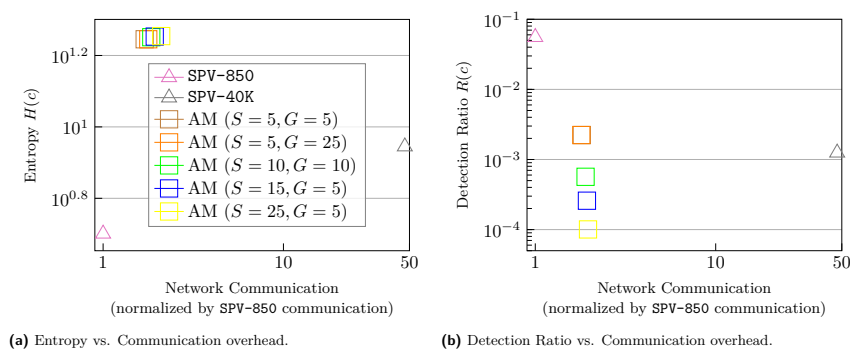 10^1.2
10^1
10^0.8
Entropy H(c)
SPV-850
SPV-40K
AM (S = 5, G = 5)
AM (S = 5, G = 25)
AM (S = 10, G = 10)
AM (S = 15, G = 5)
AM (S = 25, G = 5)
1
10
50
Network Communication
(normalized by SPV-850 communication)
(a) Entropy vs. Communication overhead.
10^−1
10^−2
10^−3
10^−4
Detection Ratio R(c)
1
10
50
Network Communication
(normalized by SPV-850 communication)
(b) Detection Ratio vs. Communication overhead.